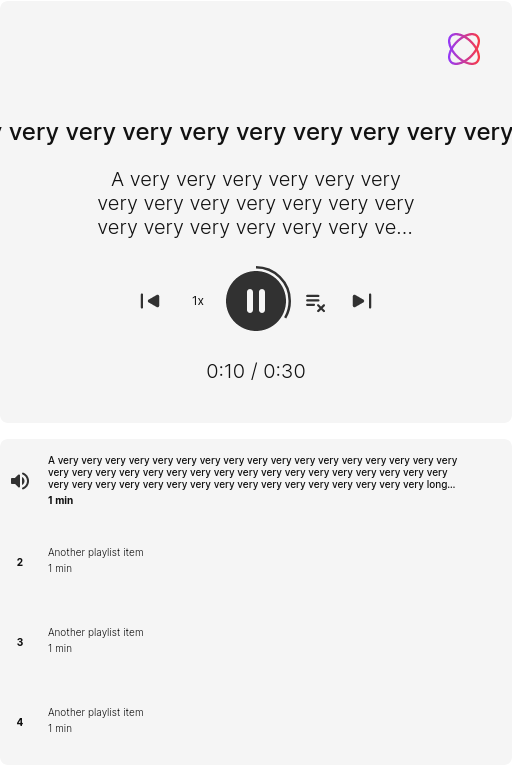 y very very very very very very very very very
A very very very very very very
very very very very very very very
very very very very very very ve...
1x
0:10 / 0:30
A very very very very very very very very very very very very very very very very very
very very very very very very very very very very very very very very very very very
very very very very very very very very very very very very very very very very long...
1 min
2
Another playlist item
1 min
3
Another playlist item
1 min
4
Another playlist item
1 min